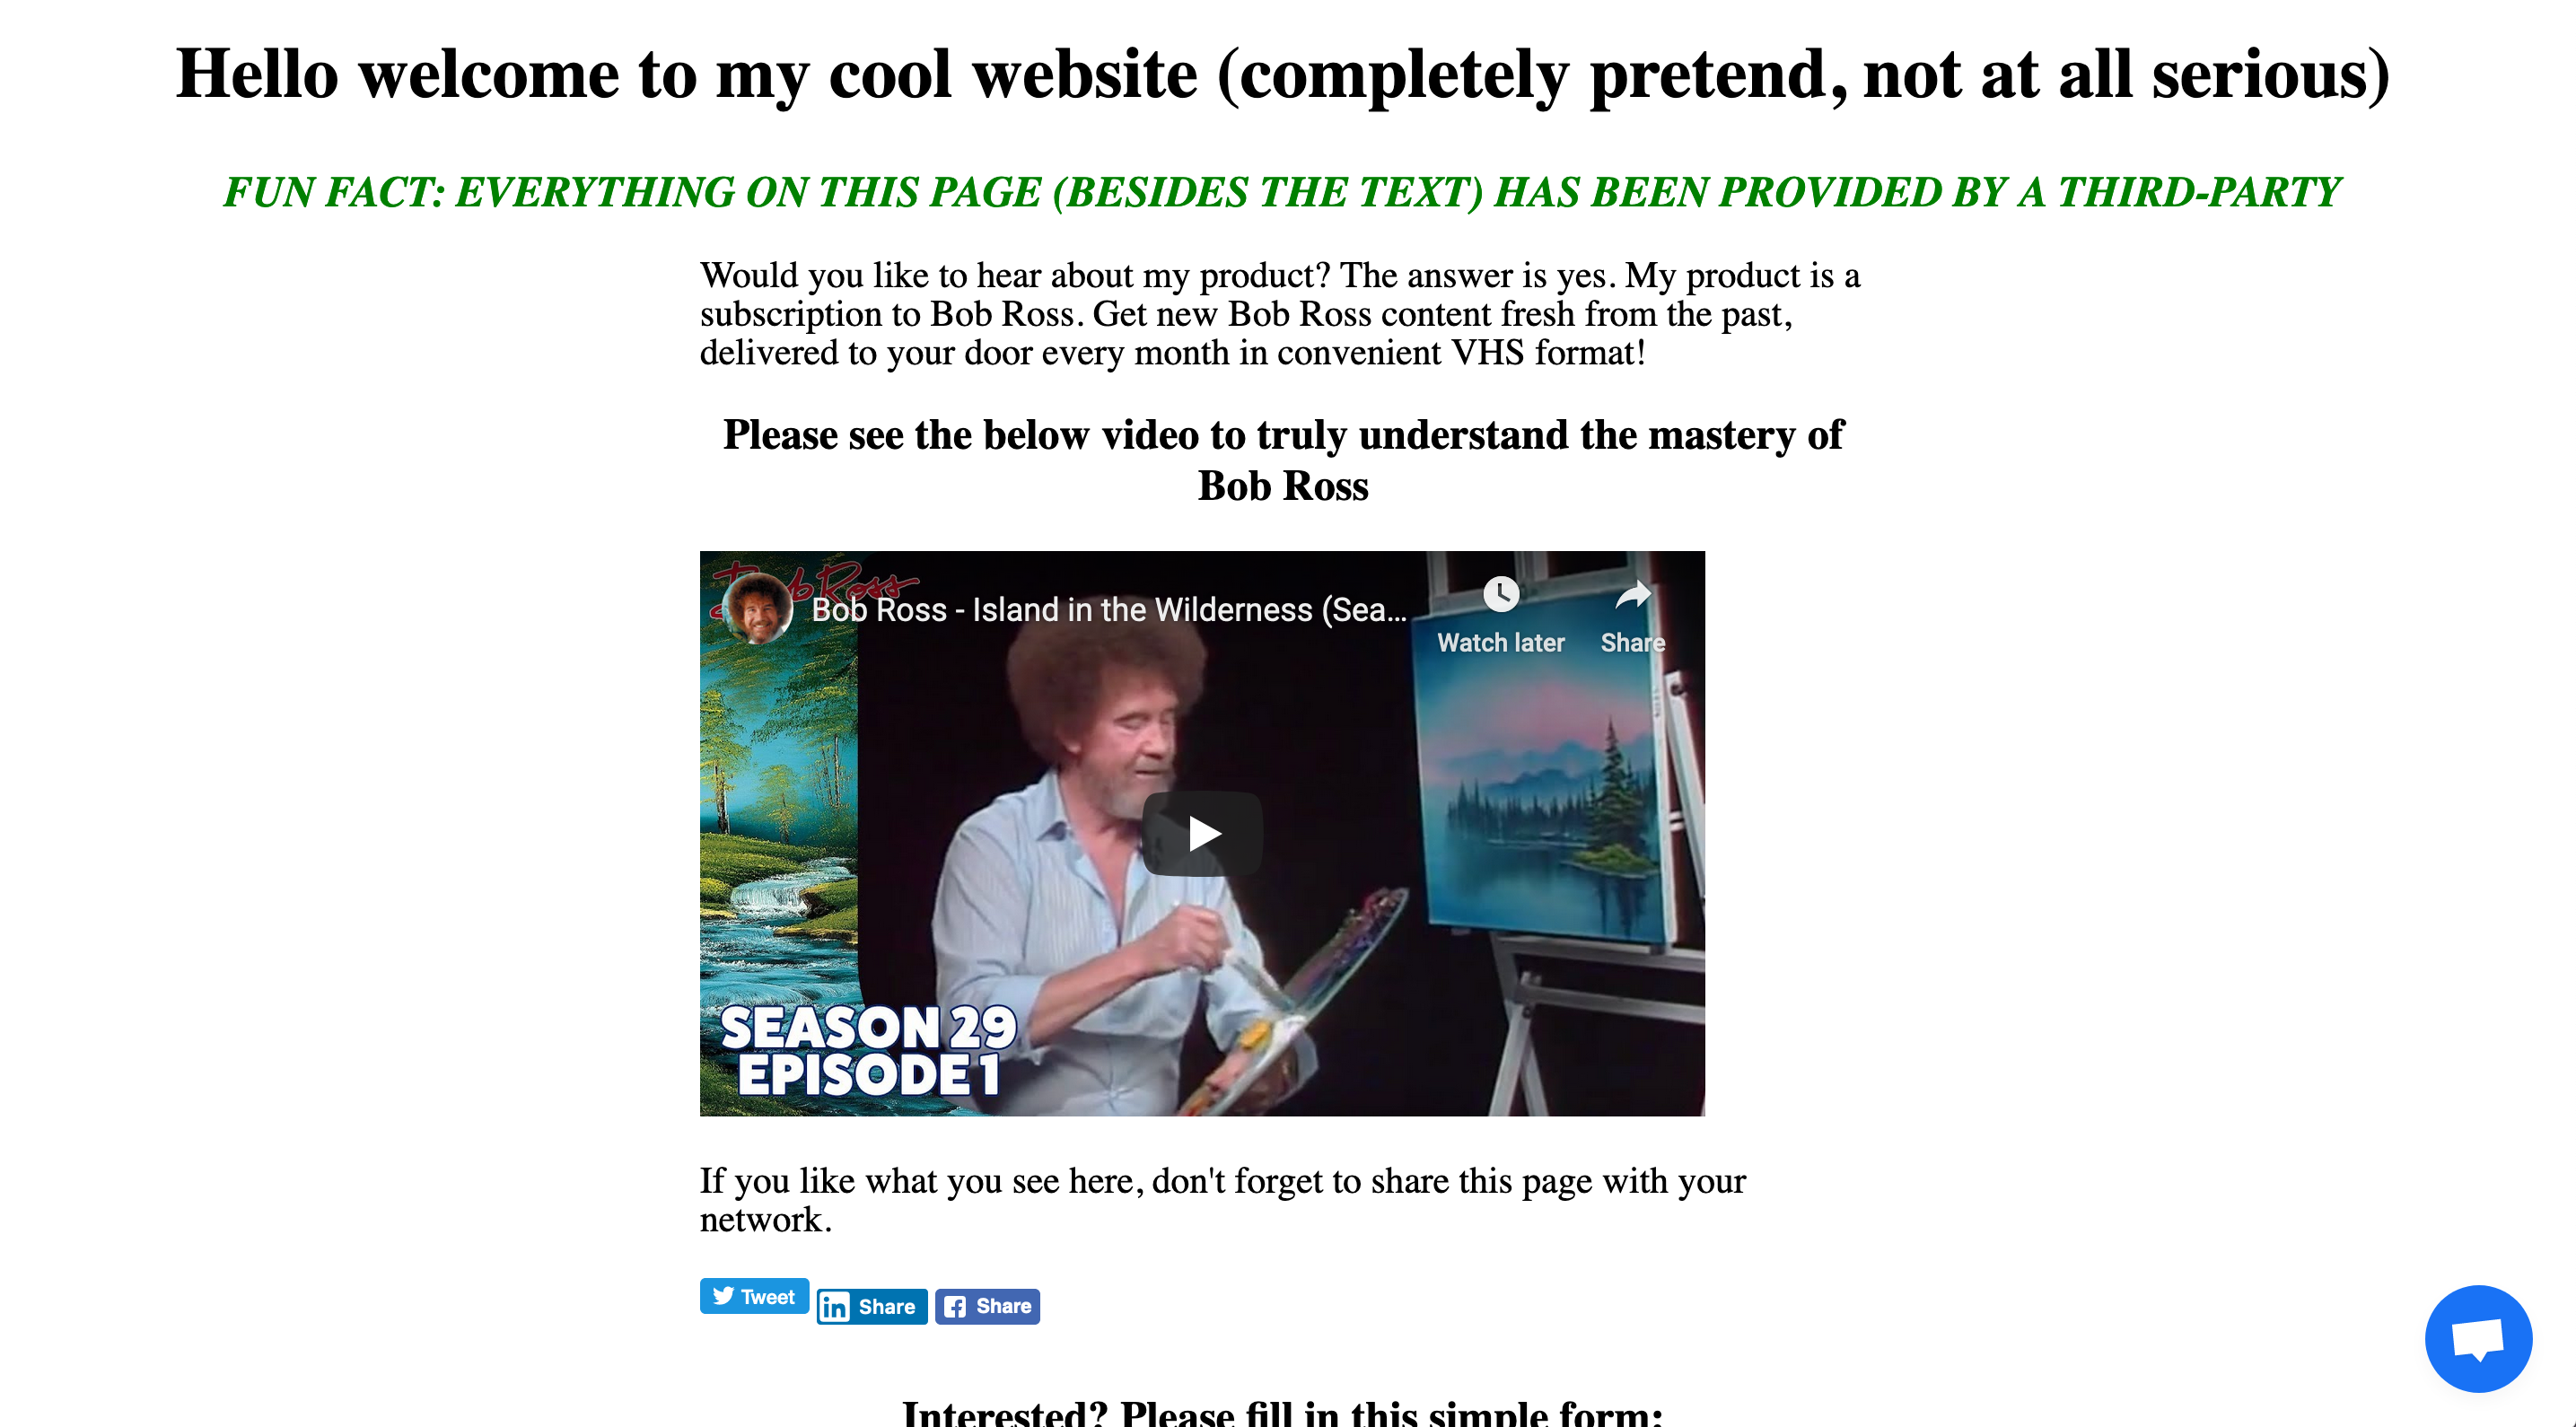 Hello welcome to my cool website (completely pretend, not at all serious)
FUN FACT: EVERYTHING ON THIS PAGE (BESIDES THE TEXT) HAS BEEN PROVIDED BY A THIRD-PARTY
Would you like to hear about my product? The answer is yes. My product is a
subscription to Bob Ross. Get new Bob Ross content fresh from the past,
delivered to your door every month in convenient VHS format!
Please see the below video to truly understand the mastery of
Bob Ross
Bob Ross
Bob Ross - Island in the Wilderness (Sea...
Watch later
Share
SEASON 29
EPISODE 1
If you like what you see here, don't forget to share this page with your
network.
Tweet
in Share
Share
Interested? Please fill in this simple form: